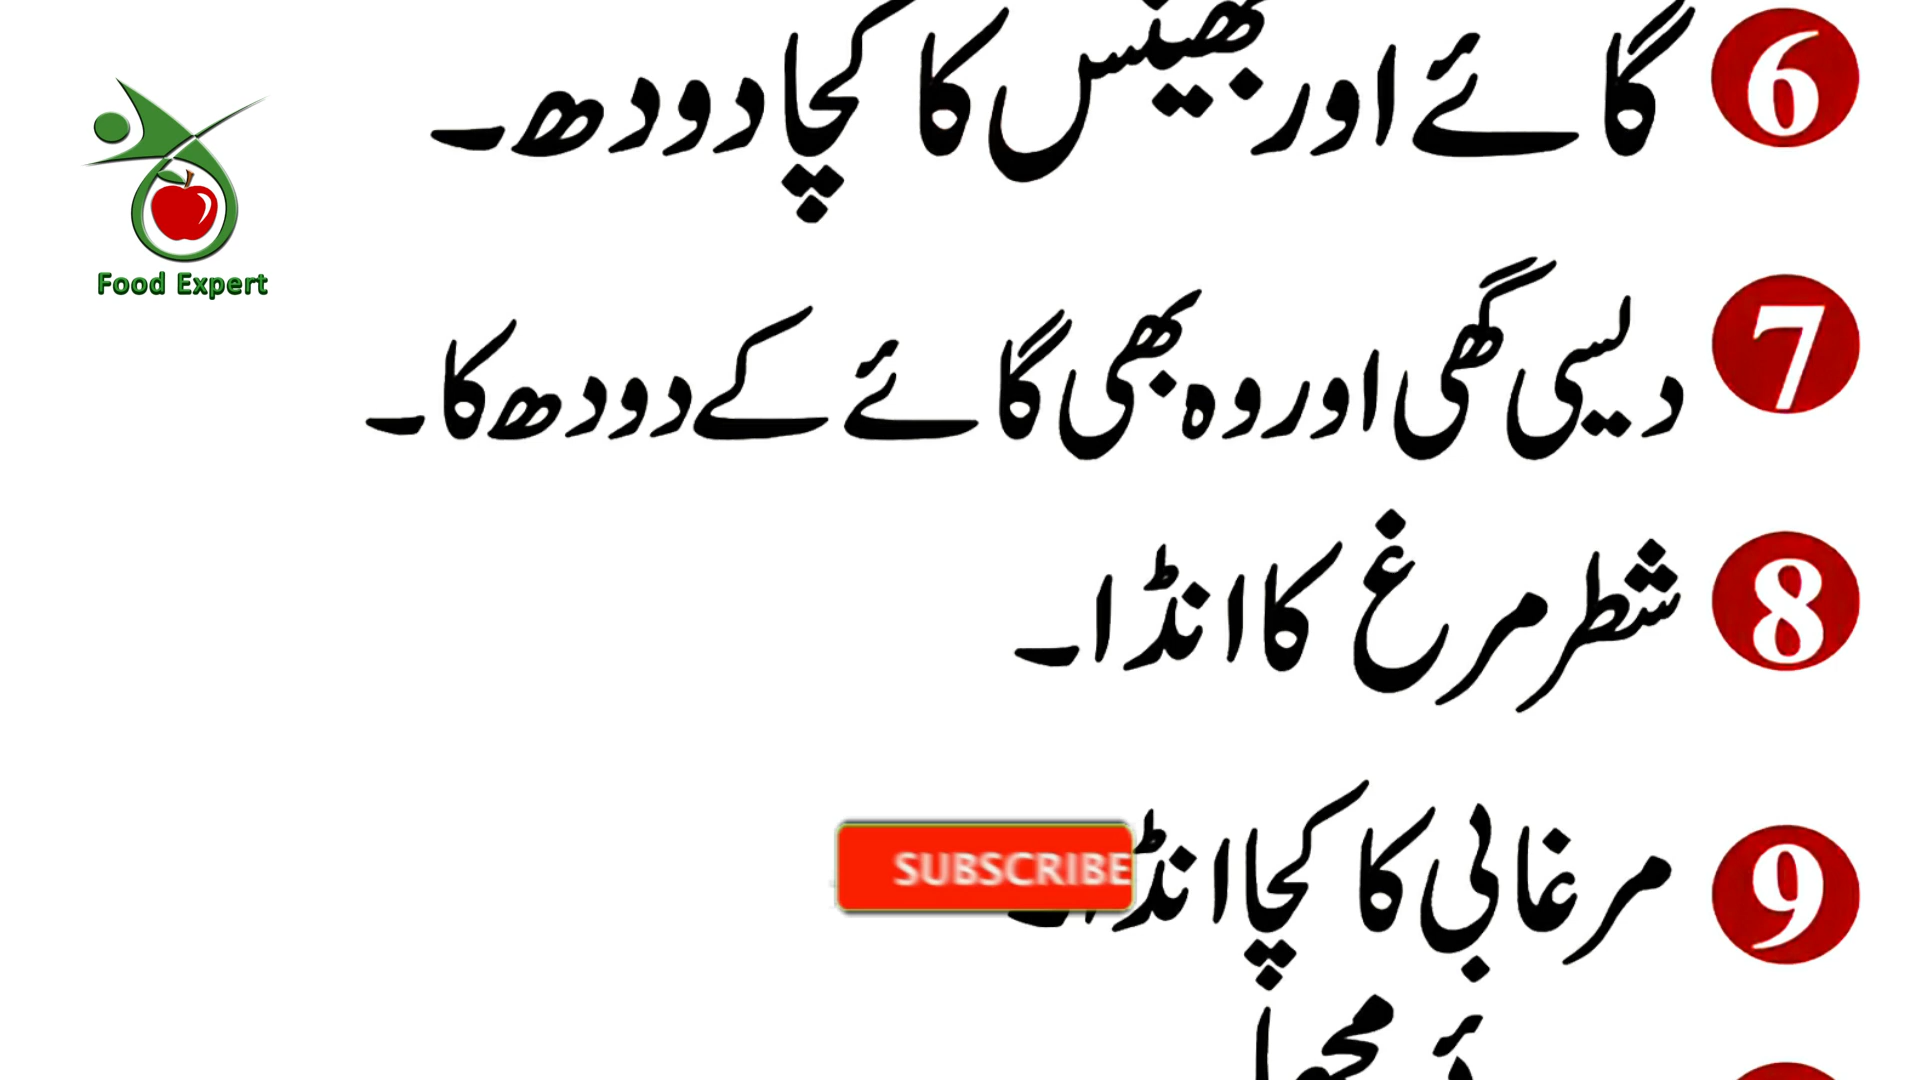 6 گائے اور بھینس کا کچا دودھ۔
Food Expert
7 دیسی گھی اور وہ بھی گائے کے دودھ کا۔
8 شطر مرغ کا انڈا۔
9 مرغابی کا کچا انڈا۔
SUBSCRIBE